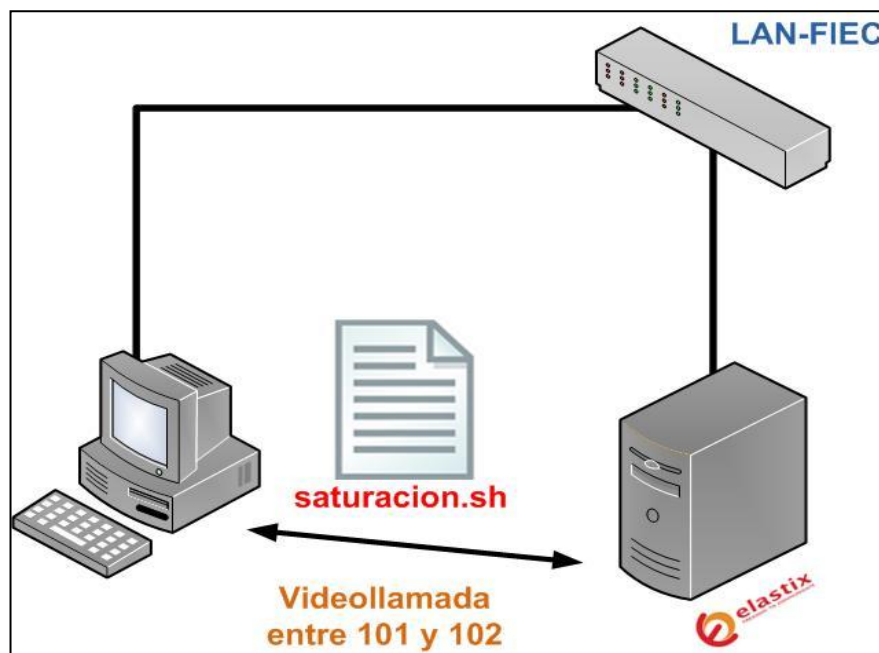 LAN-FIEC
saturacion.sh
Videollamada
entre 101 y 102
elastix